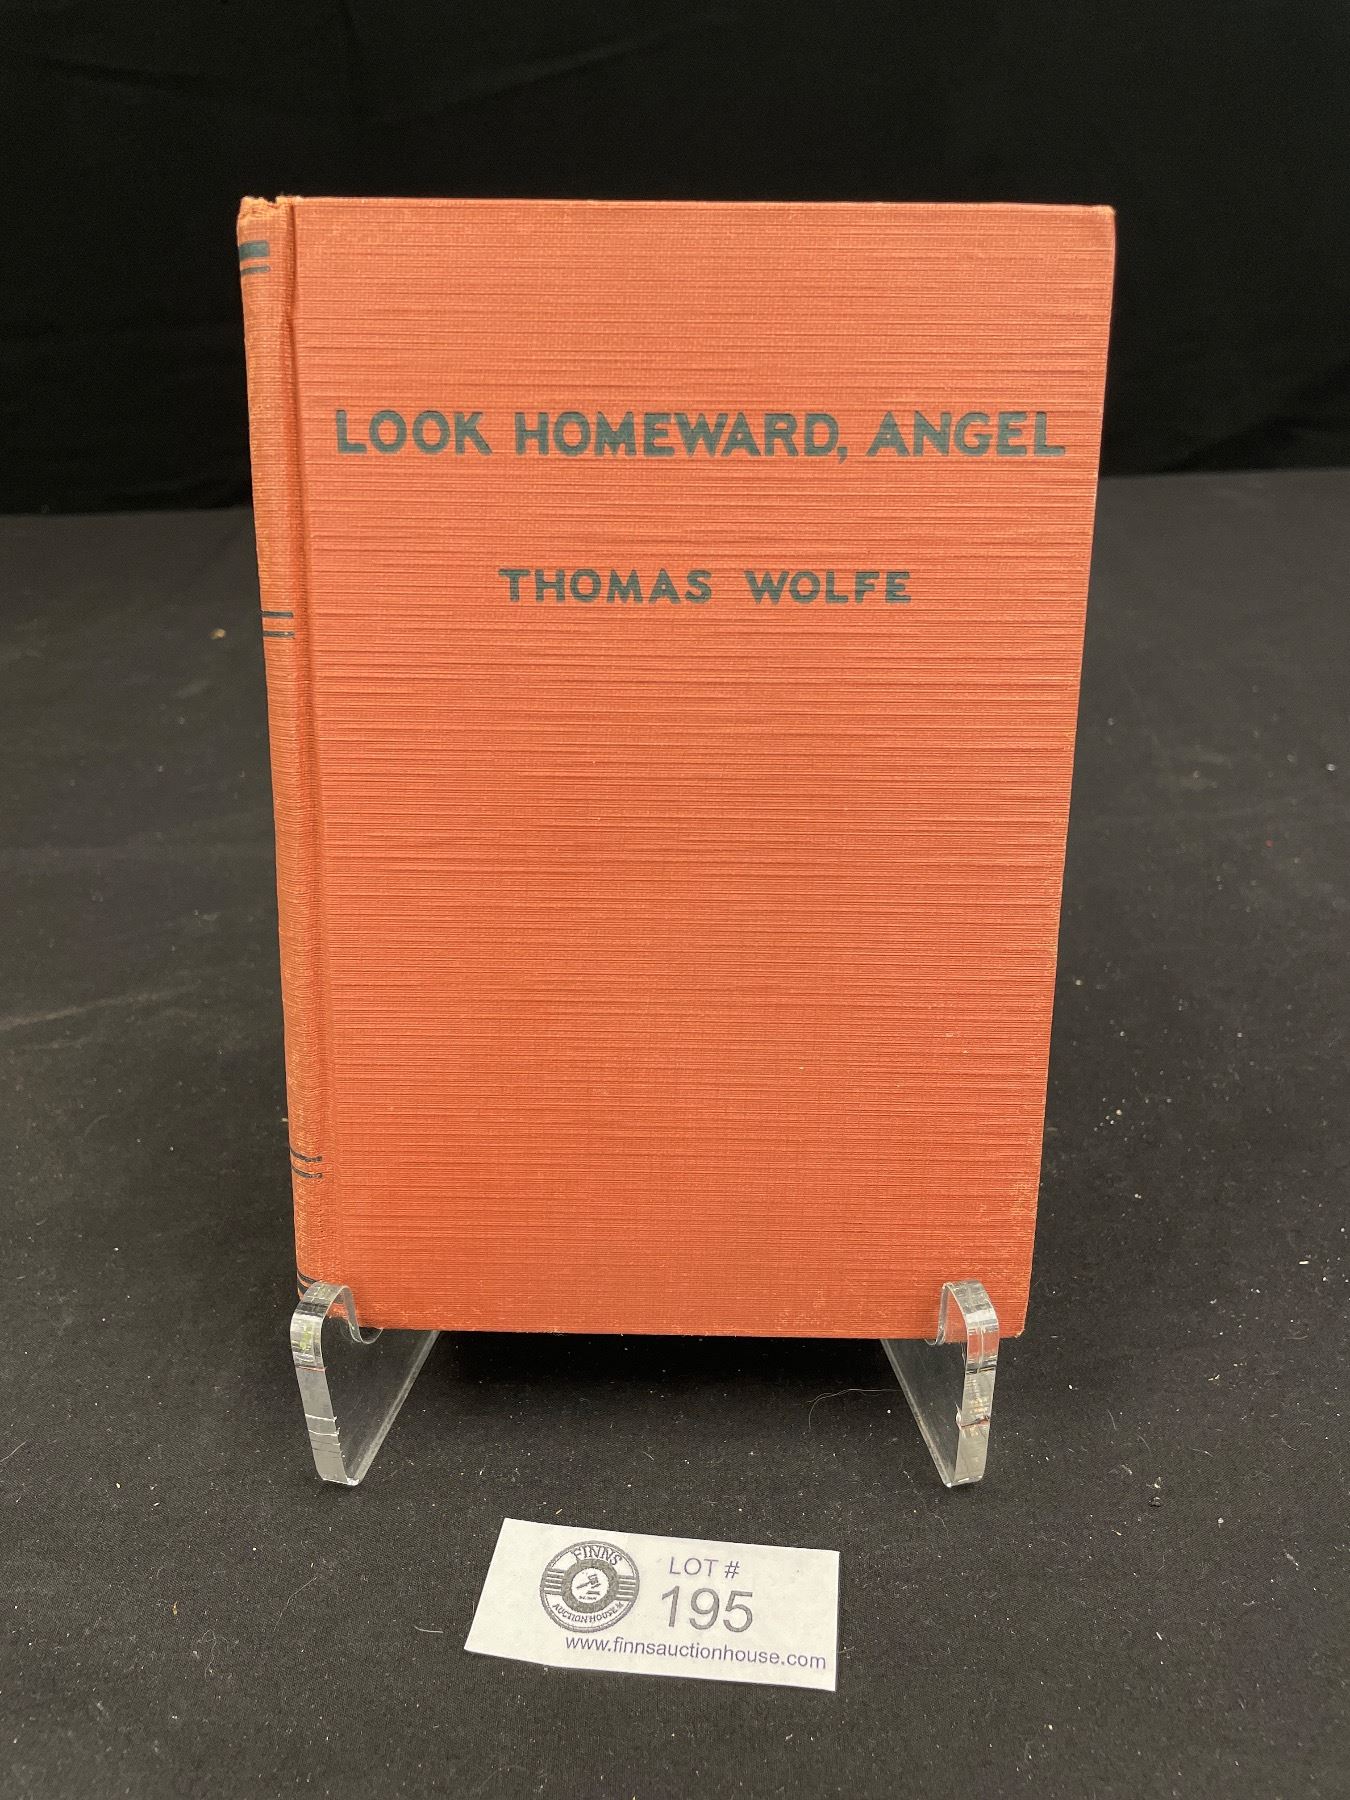 LOOK HOMEWARD, ANGEL
THOMAS WOLFE
FINNS
AUCTION HOUSE
LOT #
195
www.finnsauctionhouse.com